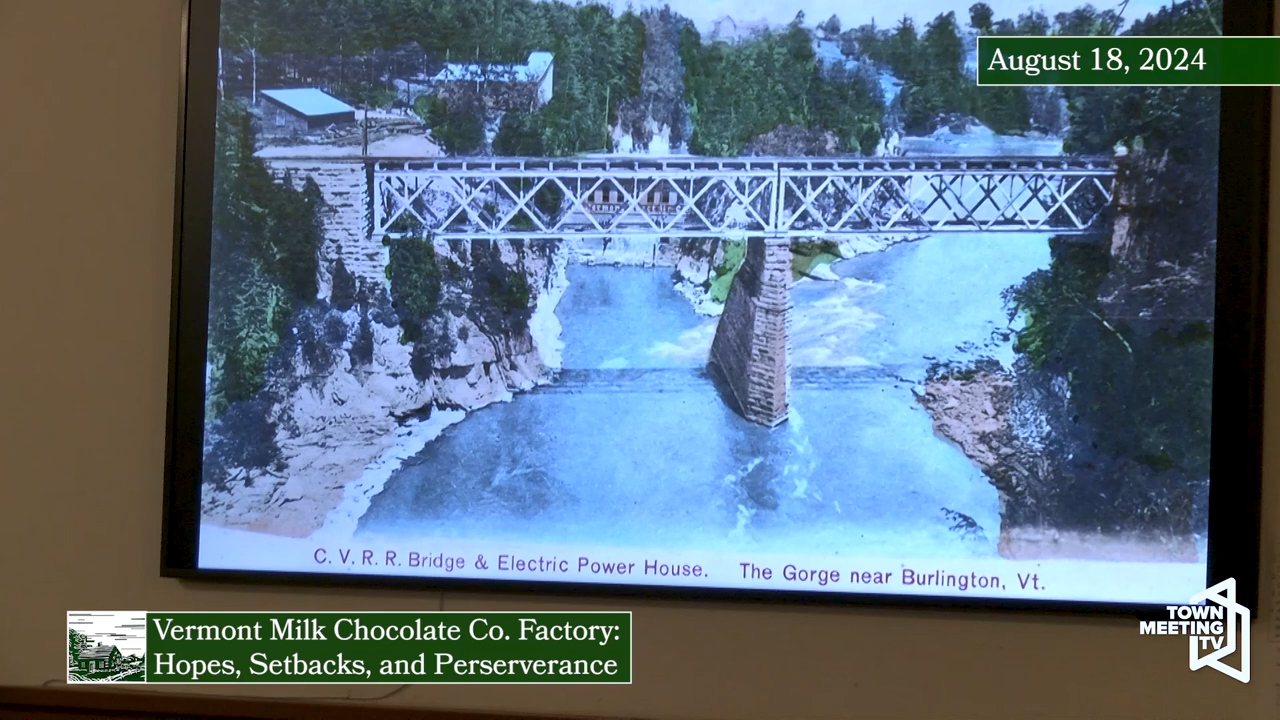 August 18, 2024
C. V. R. R. Bridge & Electric Power House. The Gorge near Burlington, Vt.
Vermont Milk Chocolate Co. Factory:
Hopes, Setbacks, and Perserverance
TOWN
MEETING
TV